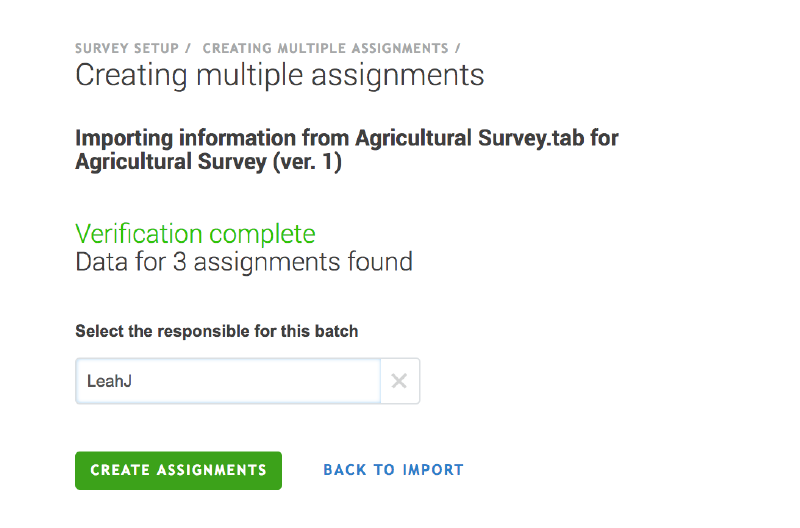 SURVEY SETUP / CREATING MULTIPLE ASSIGNMENTS /
Creating multiple assignments
Importing information from Agricultural Survey.tab for
Agricultural Survey (ver. 1)
Verification complete
Data for 3 assignments found
Select the responsible for this batch
LeahJ
CREATE ASSIGNMENTS BACK TO IMPORT